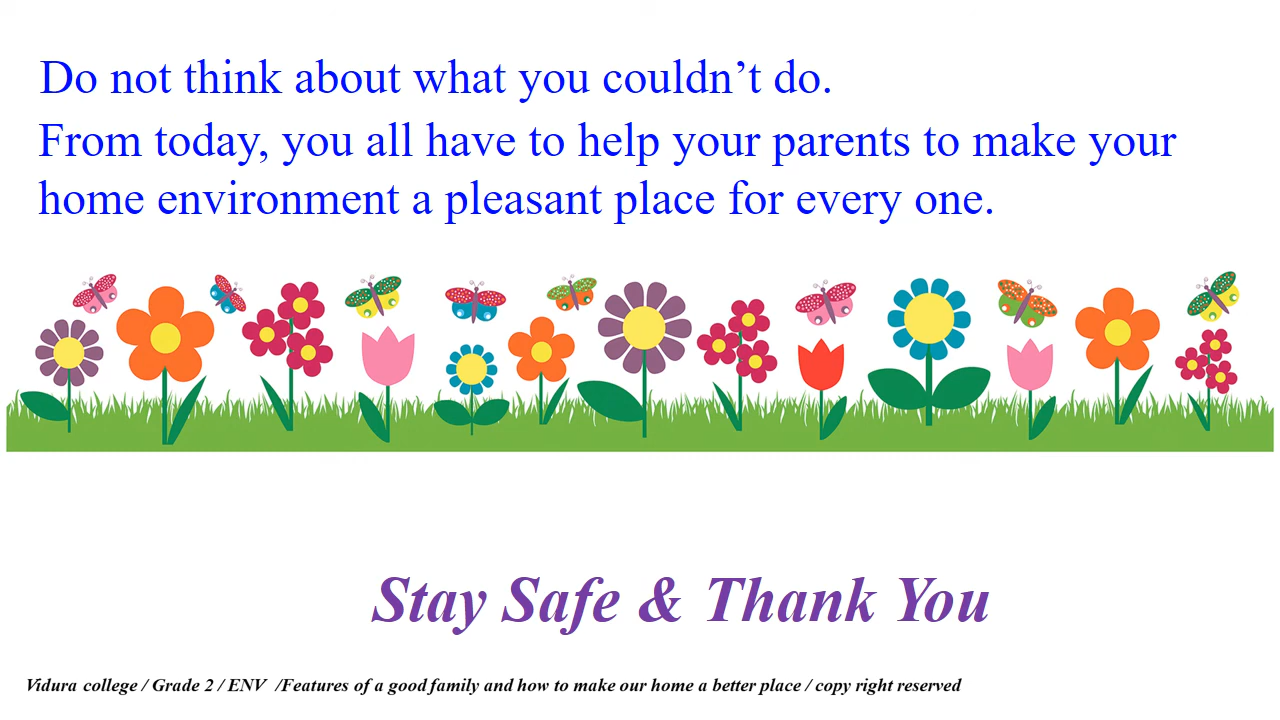 Do not think about what you couldn’t do.
From today, you all have to help your parents to make your
home environment a pleasant place for every one.
Stay Safe & Thank You
Vidura college / Grade 2 / ENV  /Features of a good family and how to make our home a better place / copy right reserved